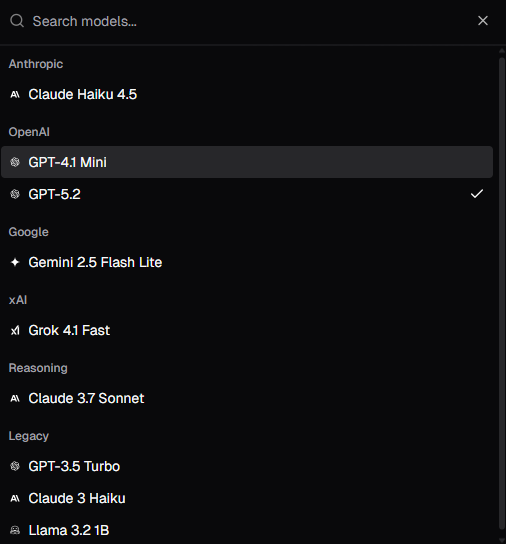 Search models...
Anthropic
Claude Haiku 4.5
OpenAI
GPT-4.1 Mini
GPT-5.2
Google
Gemini 2.5 Flash Lite
xAI
Grok 4.1 Fast
Reasoning
Claude 3.7 Sonnet
Legacy
GPT-3.5 Turbo
Claude 3 Haiku
Llama 3.2 1B